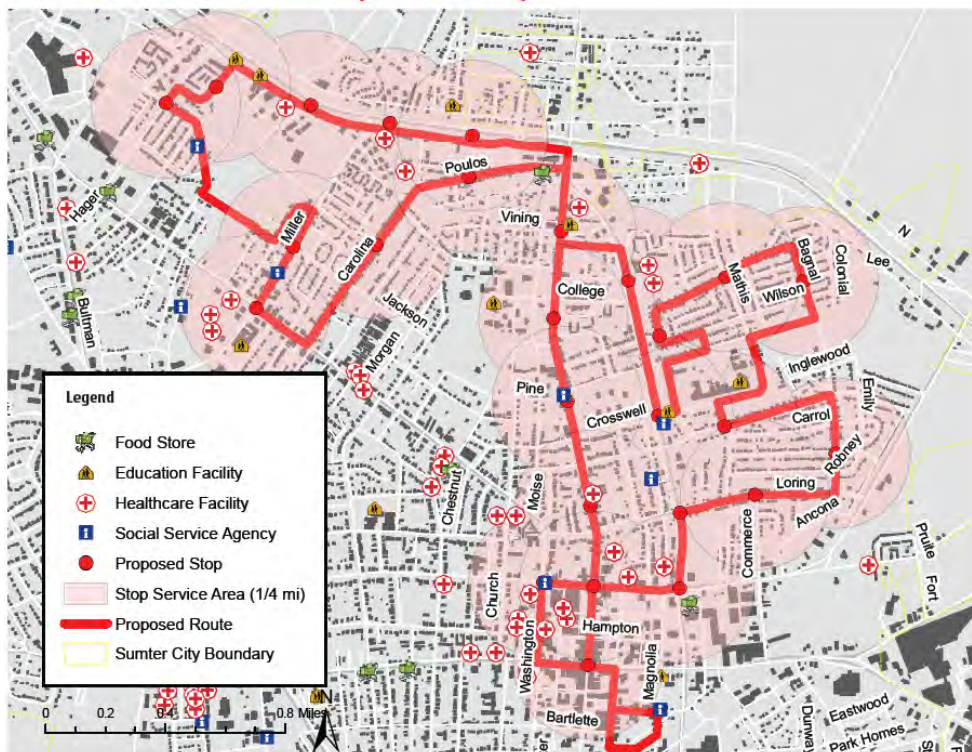 N
Lee
Hager
Bultman
Miller
Carolina
Poulos
Vining
College
Mathis
Bagnal
Wilson
Colonial
Jackson
Morgan
Inglewood
Emily
Pine
Crosswell
Carrol
Robney
Loring
Ancona
Commerce
Chestnut
Moise
Church
Pruite
Fort
Hampton
Washington
Magnolia
Bartlette
Eastwood
Park Homes
Legend
Food Store
Education Facility
Healthcare Facility
Social Service Agency
Proposed Stop
Stop Service Area (1/4 mi)
Proposed Route
Sumter City Boundary
0 0.2 0.4 0.8 Miles
N